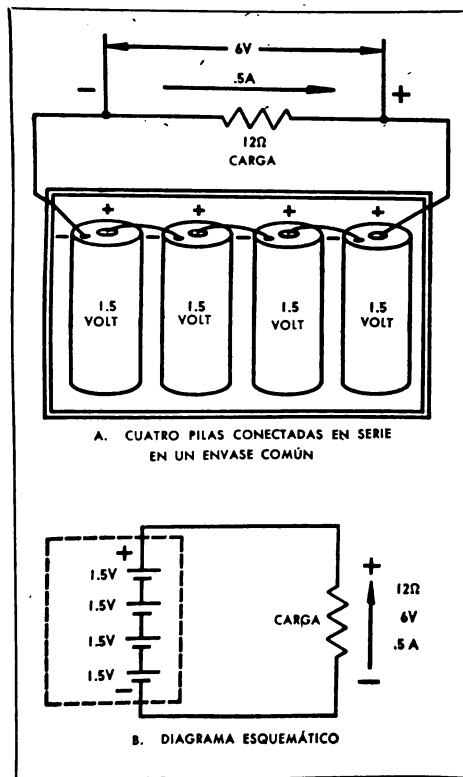 6V
.5A
− +
12Ω
CARGA
+ + + +
− − − −
1.5 VOLT 1.5 VOLT 1.5 VOLT 1.5 VOLT
A. CUATRO PILAS CONECTADAS EN SERIE
EN UN ENVASE COMÚN
+
1.5V
1.5V
1.5V
1.5V
−
CARGA
+
12Ω
6V
.5 A
−
B. DIAGRAMA ESQUEMÁTICO